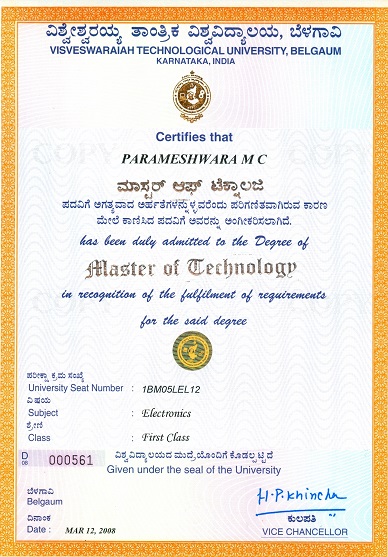 ವಿಶ್ವೇಶ್ವರಯ್ಯ ತಾಂತ್ರಿಕ ವಿಶ್ವವಿದ್ಯಾಲಯ, ಬೆಳಗಾವಿ
VISVESWARAIAH TECHNOLOGICAL UNIVERSITY, BELGAUM
KARNATAKA, INDIA
Certifies that
PARAMESHWARA M C
ಮಾಸ್ಟರ್ ಆಫ್ ಟೆಕ್ನಾಲಜಿ
ಪದವಿಗೆ ಅಗತ್ಯವಾದ ಅರ್ಹತೆಗಳನ್ನುಳ್ಳವರೆಂದು ಪರಿಗಣಿತವಾಗಿರುವ ಕಾರಣ
ಮೇಲೆ ಕಾಣಿಸಿದ ಪದವಿಗೆ ಅವರನ್ನು ಅಂಗೀಕರಿಸಲಾಗಿದೆ.
has been duly admitted to the Degree of
Master of Technology
in recognition of the fulfilment of requirements
for the said degree
ಪರೀಕ್ಷಾ ಕ್ರಮ ಸಂಖ್ಯೆ
University Seat Number : 1BM05LEL12
ವಿಷಯ
Subject : Electronics
ಶ್ರೇಣಿ
Class : First Class
D 08 000561
ವಿಶ್ವವಿದ್ಯಾಲಯದ ಮುದ್ರೆಯೊಂದಿಗೆ ಕೊಡಲ್ಪಟ್ಟಿದೆ
Given under the seal of the University
ಬೆಳಗಾವಿ
Belgaum
H.P.Khincha
ದಿನಾಂಕ
Date : MAR 12, 2008
ಕುಲಪತಿ
VICE CHANCELLOR